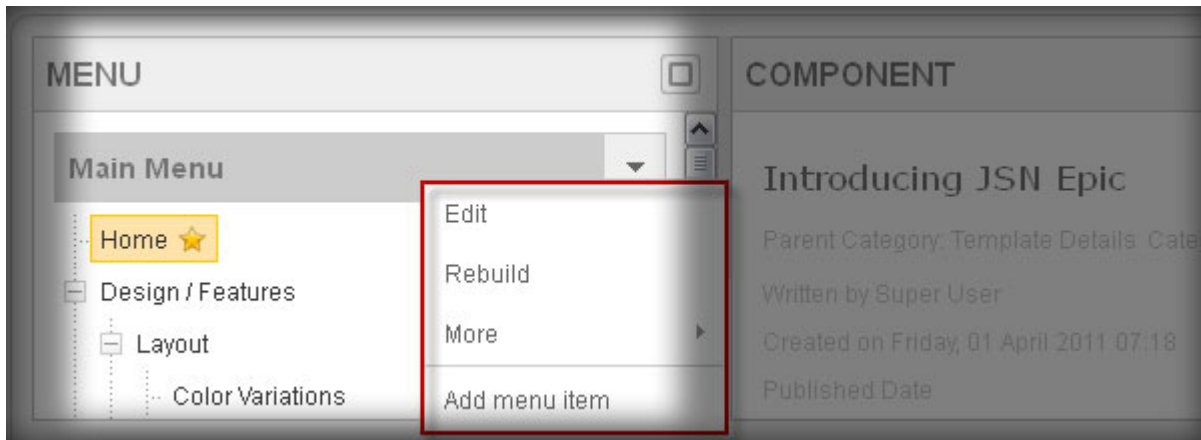 MENU
Main Menu
Home
Design / Features
Layout
Color Variations
Edit
Rebuild
More
Add menu item
COMPONENT
Introducing JSN Epic
Parent Category: Template Details Cate
Written by Super User
Created on Friday, 01 April 2011 07:18
Published Date